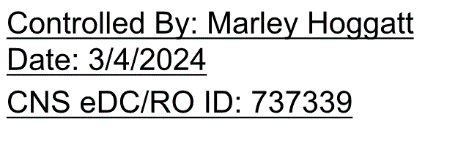 Controlled By: Marley Hoggatt
Date: 3/4/2024
CNS eDC/RO ID: 737339